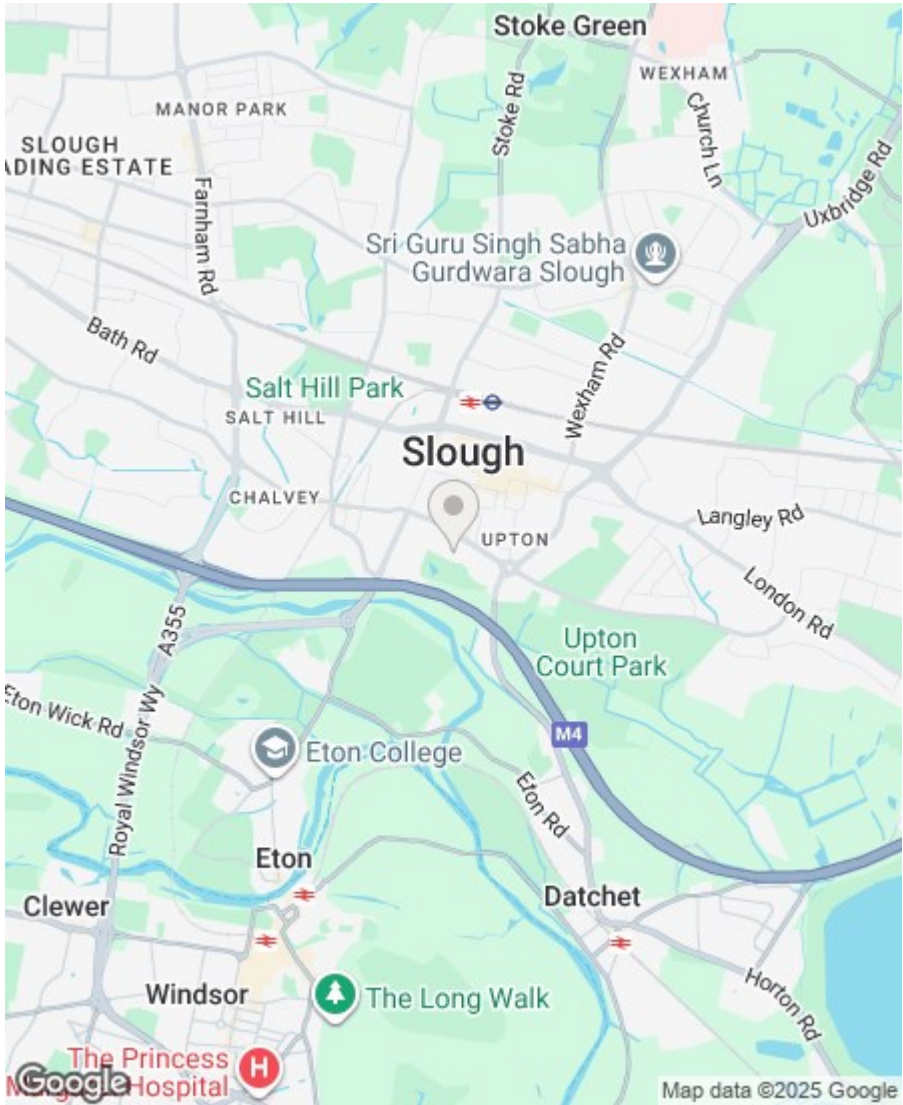 Stoke Green
WEXHAM
MANOR PARK
Stoke Rd
Church Ln
SLOUGH
ADING ESTATE
Uxbridge Rd
Farnham Rd
Sri Guru Singh Sabha
Gurdwara Slough
Bath Rd
Wexham Rd
Salt Hill Park
SALT HILL
Slough
CHALVEY
Langley Rd
UPTON
London Rd
A355
Upton
Court Park
Eton Wick Rd
Royal Windsor Wy
M4
Eton College
Eton Rd
Eton
Datchet
Clewer
Windsor
The Long Walk
Horton Rd
The Princess
Hospital
H
Google
Map data ©2025 Google